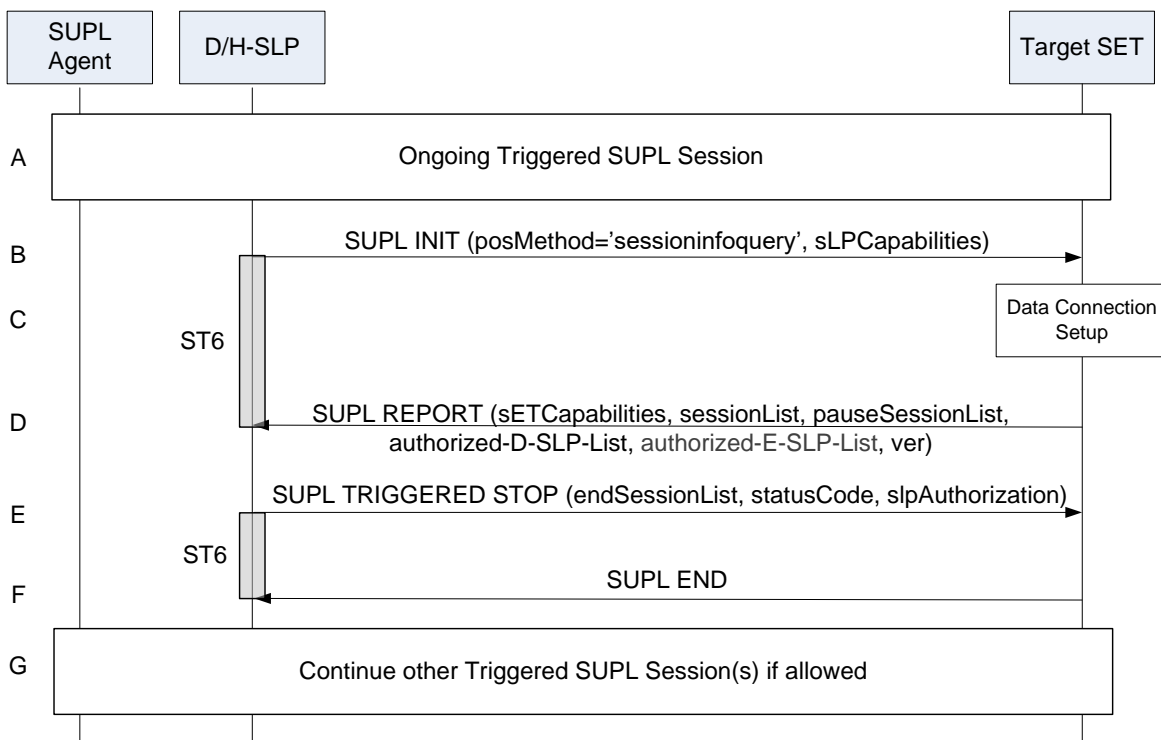 SUPL
Agent
D/H-SLP
Target SET
A
Ongoing Triggered SUPL Session
B
SUPL INIT (posMethod=’sessioninfoquery’, sLPCapabilities)
C
Data Connection
Setup
ST6
D
SUPL REPORT (sETCapabilities, sessionList, pauseSessionList,
authorized-D-SLP-List, authorized-E-SLP-List, ver)
E
SUPL TRIGGERED STOP (endSessionList, statusCode, slpAuthorization)
ST6
F
SUPL END
G
Continue other Triggered SUPL Session(s) if allowed